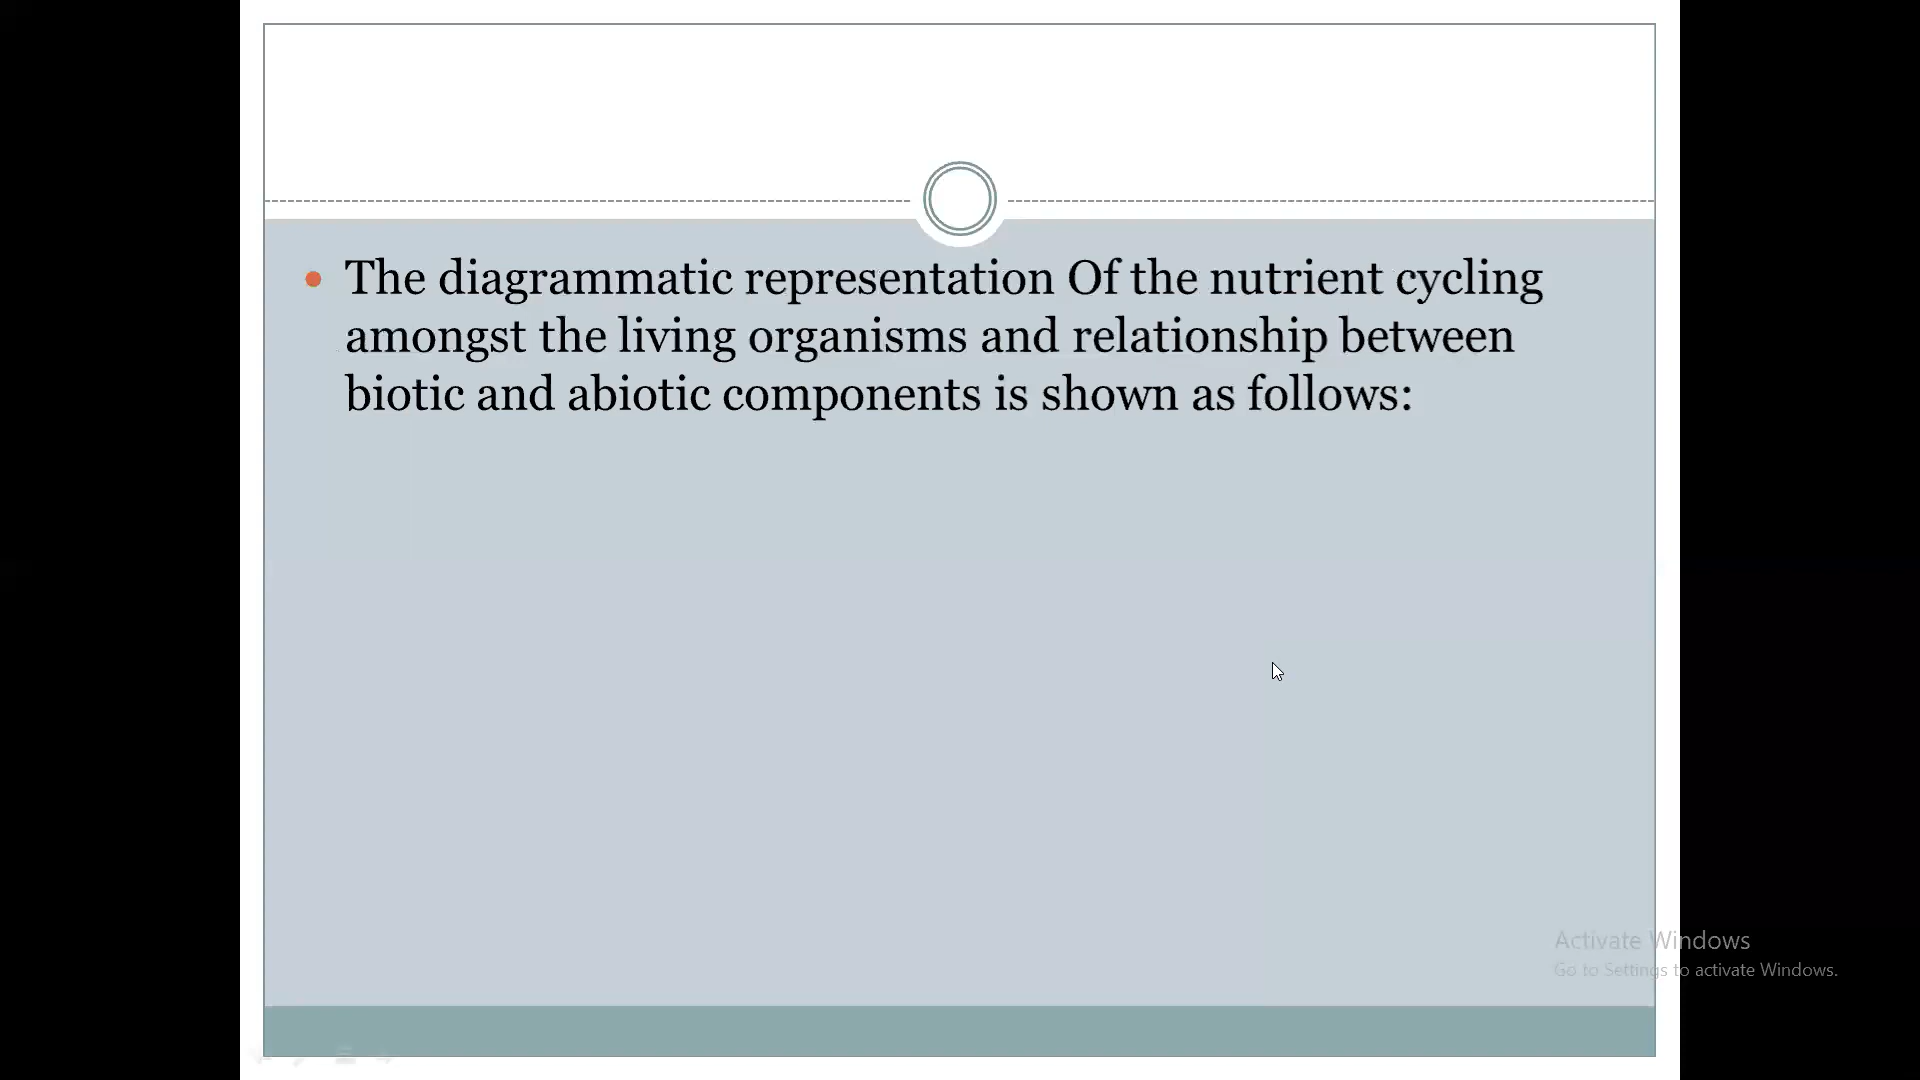 The diagrammatic representation Of the nutrient cycling
amongst the living organisms and relationship between
biotic and abiotic components is shown as follows:
Activate Windows
Go to Settings to activate Windows.